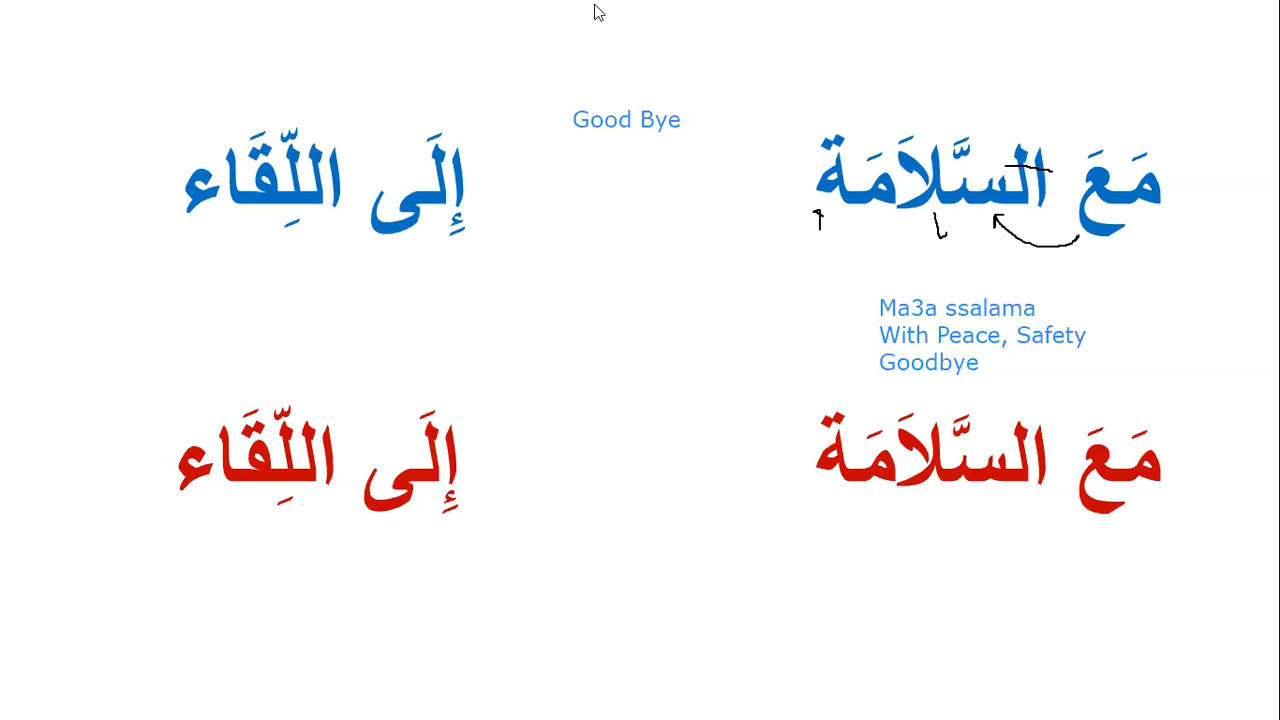 Good Bye
مَعَ السَّلاَمَة
إِلَى اللِّقَاء
Ma3a ssalama
With Peace, Safety
Goodbye
مَعَ السَّلاَمَة
إِلَى اللِّقَاء